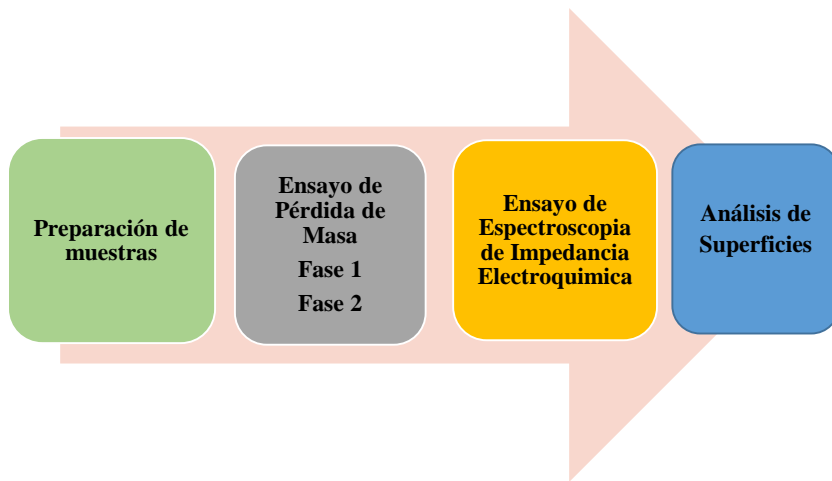 Preparación de
muestras
Ensayo de
Pérdida de
Masa
Fase 1
Fase 2
Ensayo de
Espectroscopia
de Impedancia
Electroquimica
Análisis de
Superficies